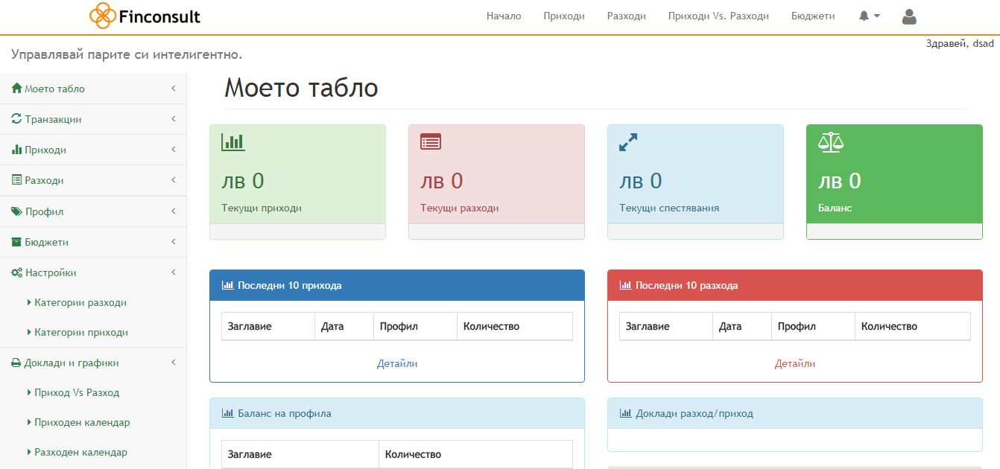 Finconsult
Начало Приходи Разходи Приходи Vs. Разходи Бюджети
Здравей, dsad
Управлявай парите си интелигентно.
Моето табло
Транзакции
Приходи
Разходи
Профил
Бюджети
Настройки
Категории разходи
Категории приходи
Доклади и графики
Приход Vs Разход
Приходен календар
Разходен календар
Моето табло
лв 0
Текущи приходи
лв 0
Текущи разходи
лв 0
Текущи спестявания
лв 0
Баланс
Последни 10 прихода
Заглавие Дата Профил Количество
Детайли
Последни 10 разхода
Заглавие Дата Профил Количество
Детайли
Баланс на профила
Заглавие Количество
Доклади разход/приход